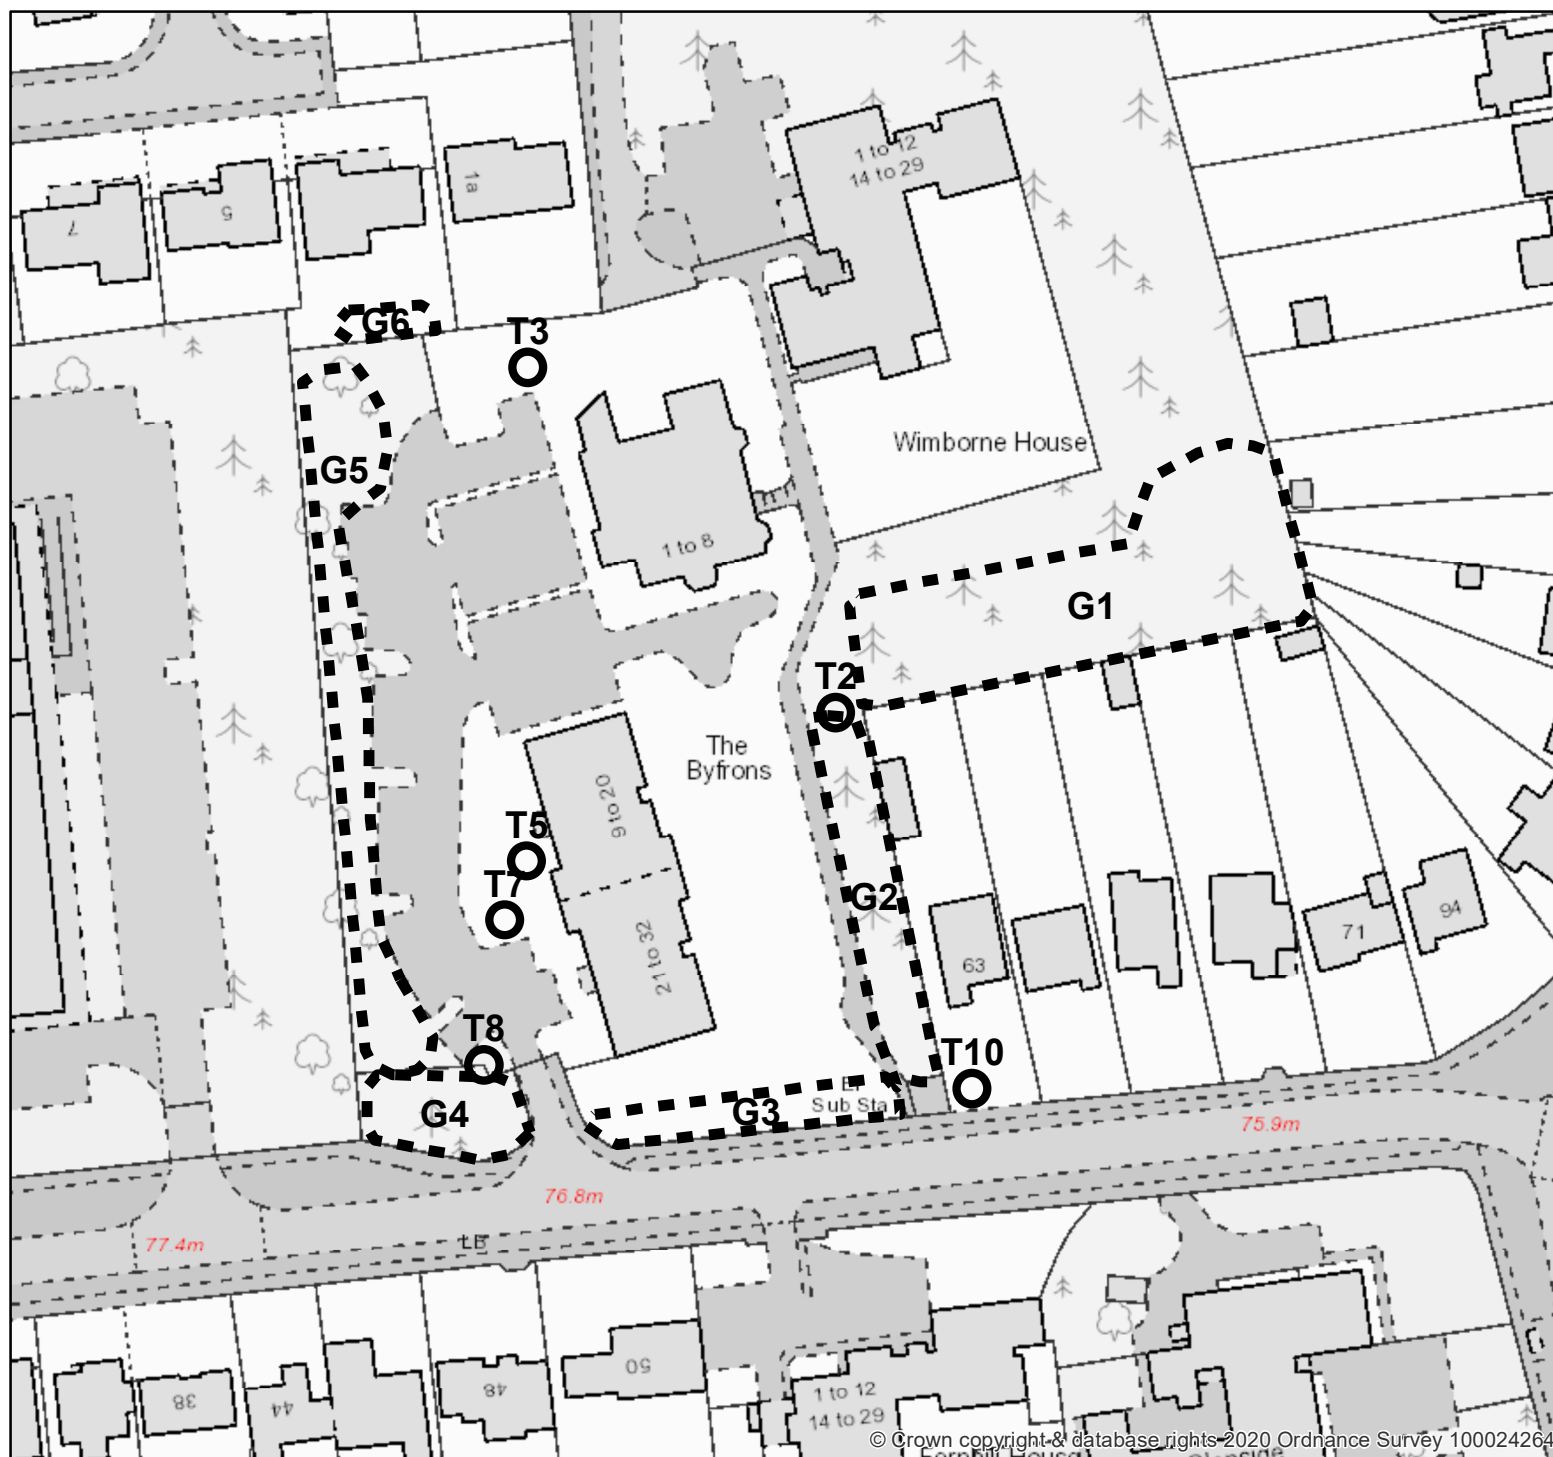 1 to 12
14 to 29
1a
5
7
G6
T3
G5
Wimborne House
1 to 8
G1
T2
The
Byfrons
9 to 20
T5
T7
G2
21 to 32
63
71
94
T8
T10
El
Sub Sta
G3
G4
75.9m
76.8m
77.4m
LB
50
48
44
38
1 to 12
14 to 29
© Crown copyright & database rights 2020 Ordnance Survey 100024264
Fernhill House